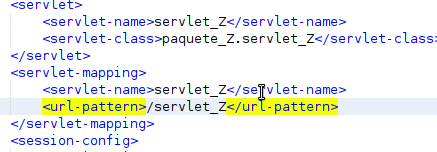 <servlet>
<servlet-name>servlet_Z</servlet-name>
<servlet-class>paquete_Z.servlet_Z</servlet-class>
</servlet>
<servlet-mapping>
<servlet-name>servlet_Z</servlet-name>
<url-pattern>/servlet_Z</url-pattern>
</servlet-mapping>
<session-config>